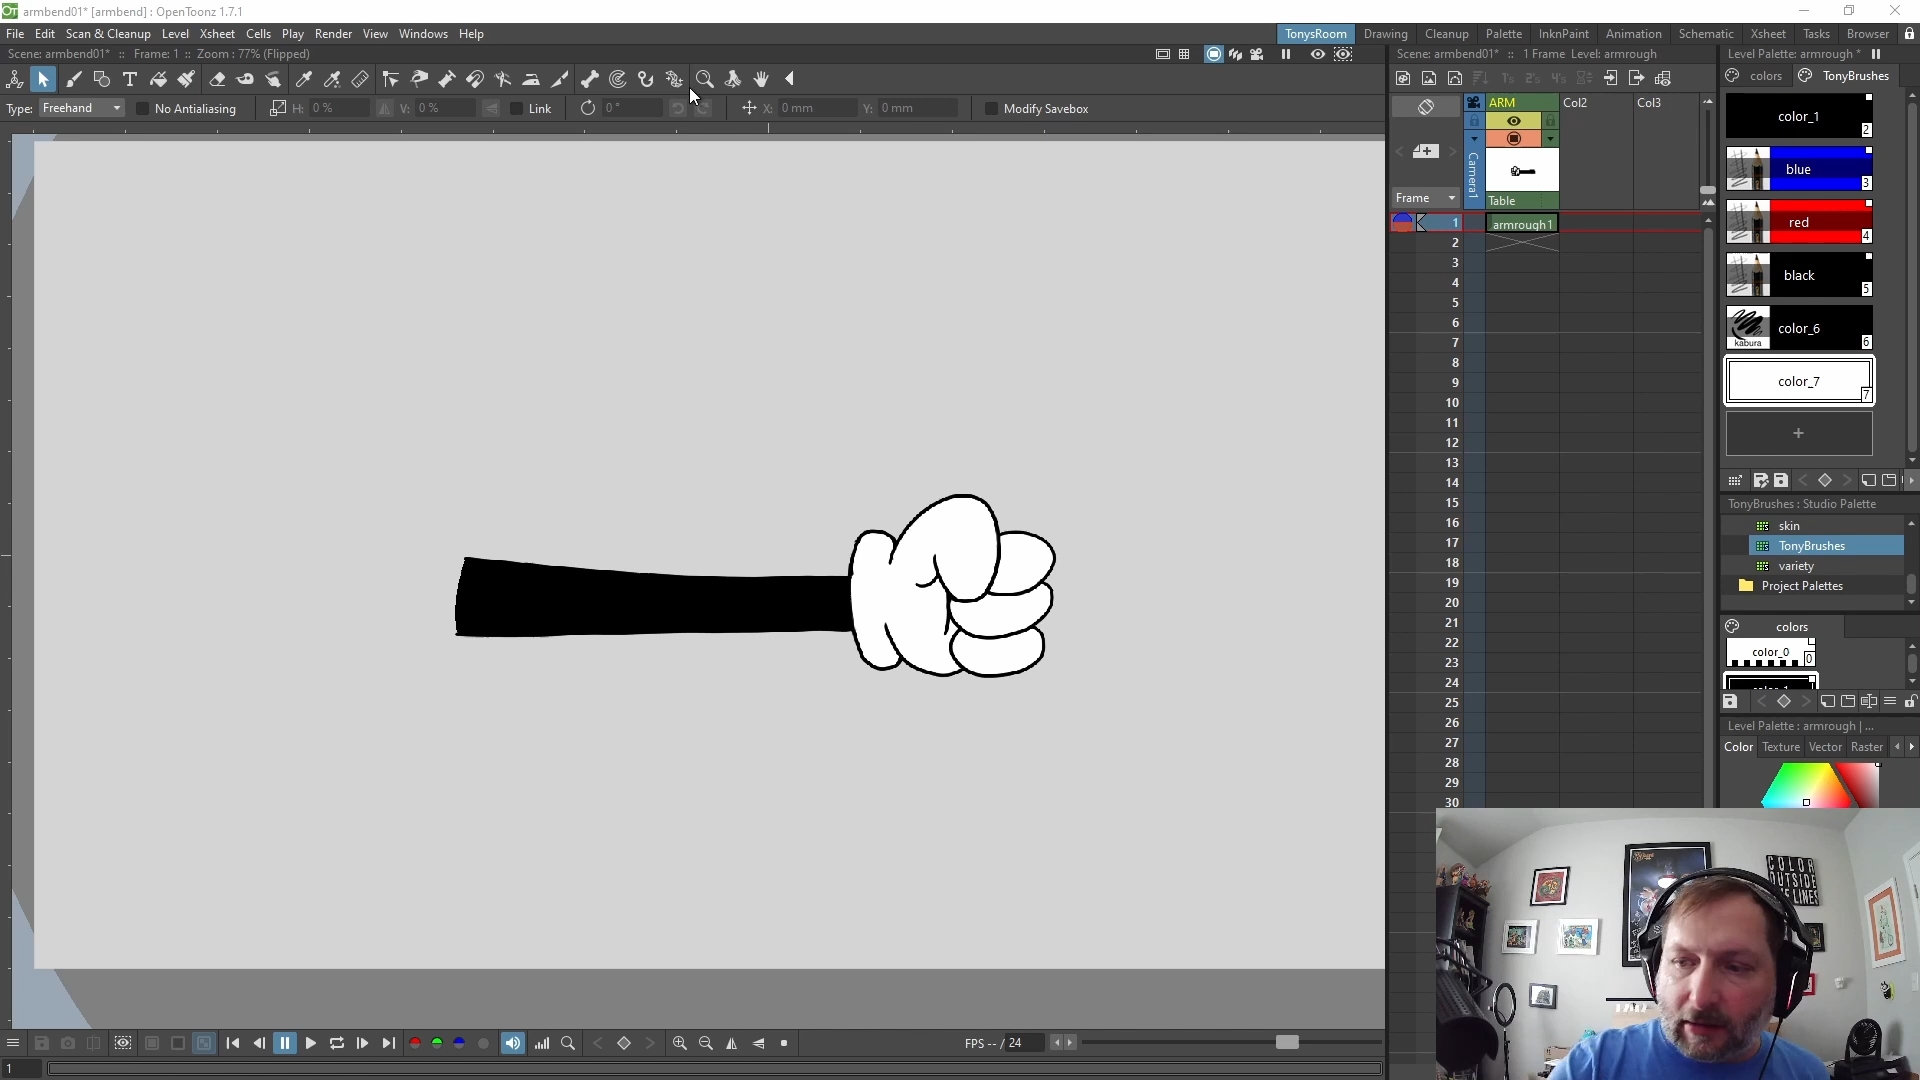 armbend01* [armbend] : OpenToonz 1.7.1
File Edit Scan & Cleanup Level Xsheet Cells Play Render View Windows Help
TonysRoom Drawing Cleanup Palette InknPaint Animation Schematic Xsheet Tasks Browser
Scene: armbend01* :: Frame: 1 :: Zoom : 77% (Flipped)
Scene: armbend01* :: 1 Frame Level: armrough
Level Palette: armrough *
1's 2's 4's
colors TonyBrushes
Type: Freehand No Antialiasing H: 0 % V: 0 % Link 0 ° X: 0 mm Y: 0 mm Modify Savebox
ARM Col2 Col3
color_1
2
blue
3
Camera1
Frame
Table
red
4
1 armrough1
2
3
4
5
6
7
8
9
10
11
12
13
14
15
16
17
18
19
20
21
22
23
24
25
26
27
28
29
30
black
5
color_6
kabura
6
color_7
7
+
TonyBrushes : Studio Palette
skin
TonyBrushes
variety
Project Palettes
colors
color_0
0
Level Palette : armrough | ...
Color Texture Vector Raster
COLOR
OUTSIDE
THE LINES
FPS -- / 24
1